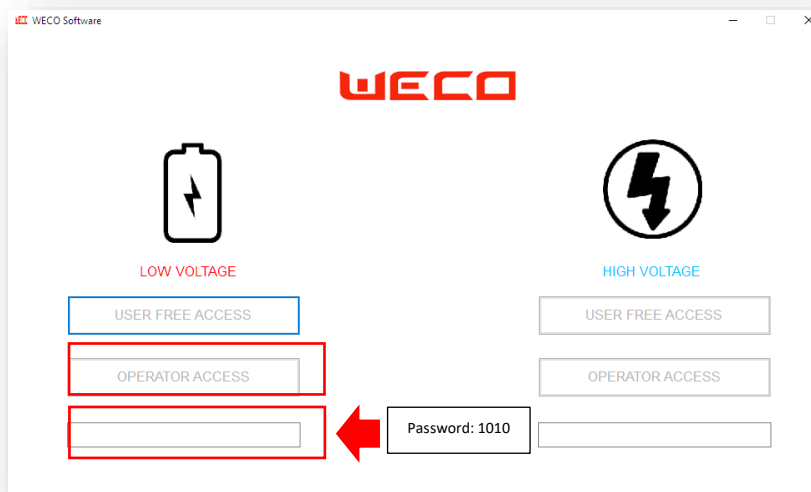 WECO Software
WECO
LOW VOLTAGE
HIGH VOLTAGE
USER FREE ACCESS
USER FREE ACCESS
OPERATOR ACCESS
OPERATOR ACCESS
Password: 1010